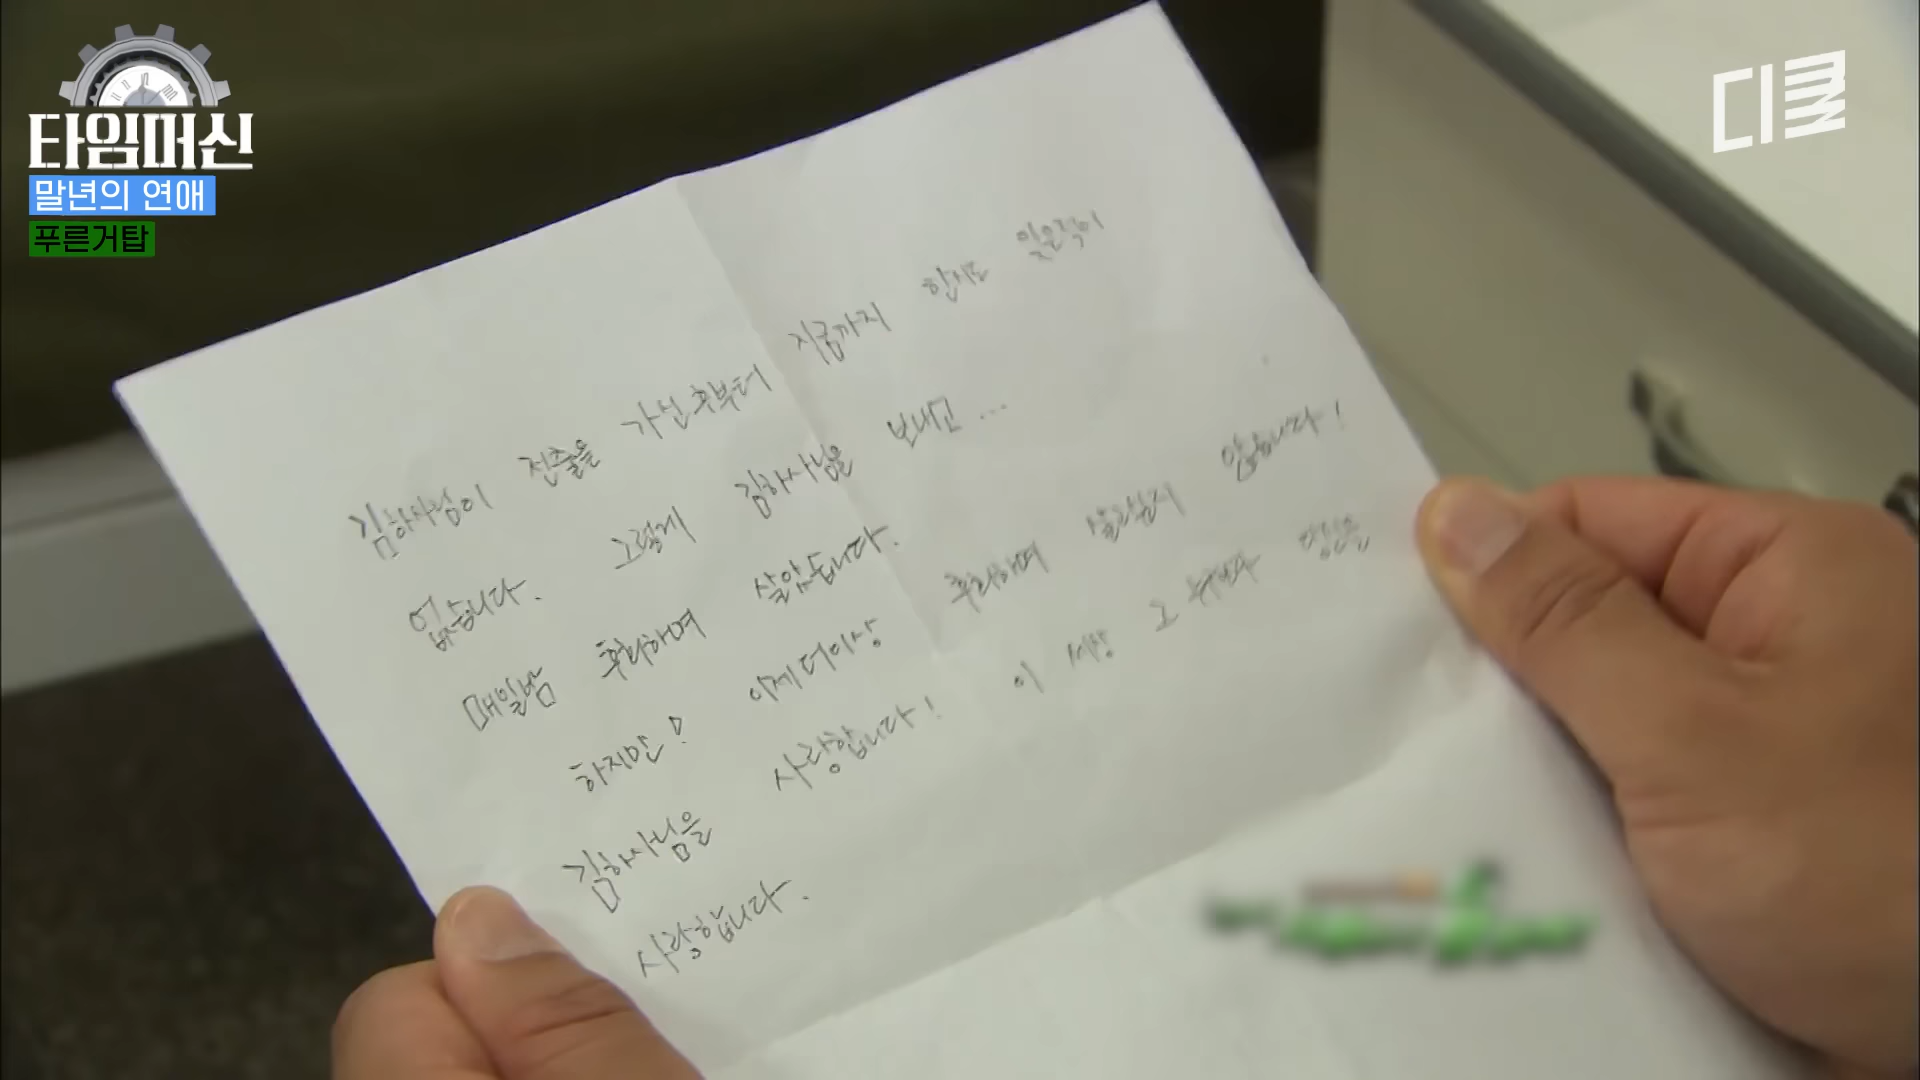 타임머신
말년의 연애
푸른거탑
디클
김하사님이 전출을 가신 후부터 지금까지 한시도 잊은적이
없습니다. 그렇게 김하사님을 보내고...
매일밤 후회하며 살았습니다.
하지만! 이제 더이상 후회하며 살고싶지 않습니다!
김하사님을 사랑합니다! 이 세상 그 누구보다
사랑합니다.